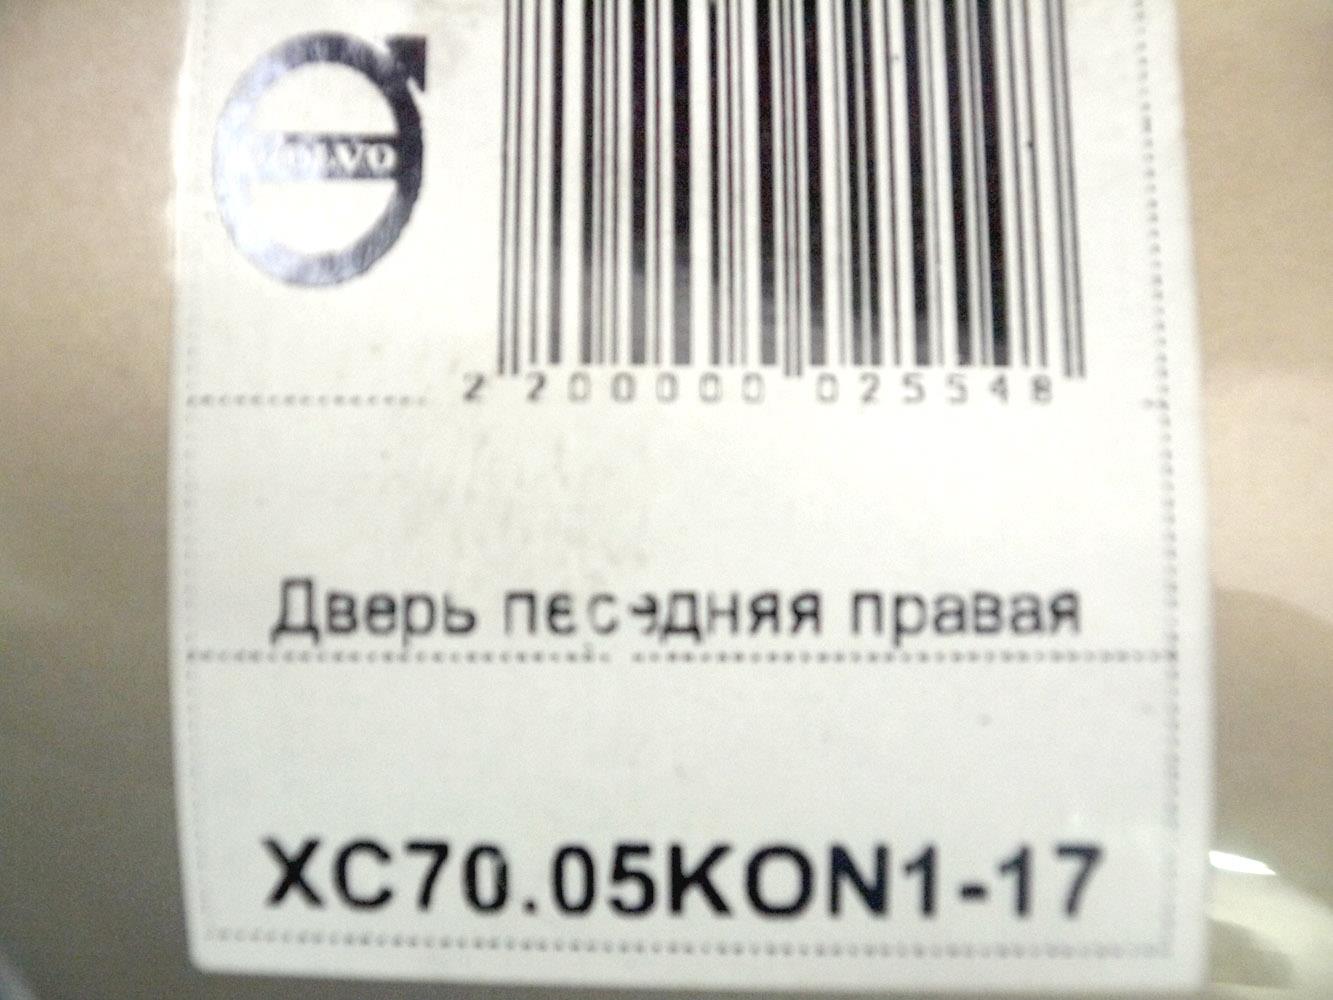 VOLVO
2 200000 025548
Дверь передняя правая
XC70.05KON1-17